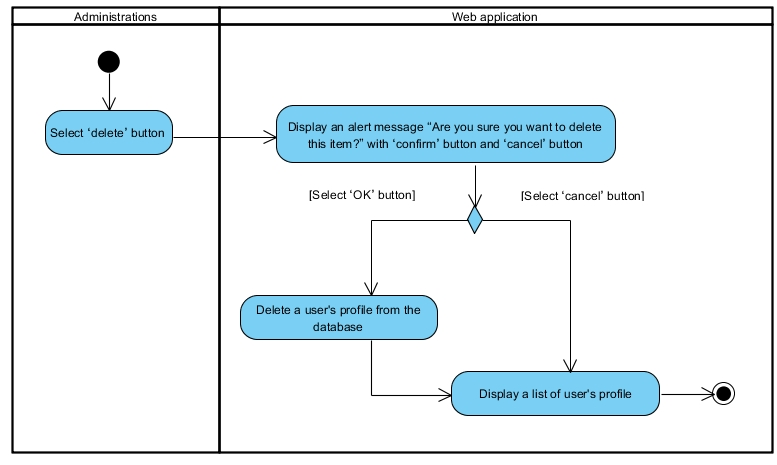 Administrations
Web application
Select ‘delete’ button
Display an alert message “Are you sure you want to delete
this item?” with ‘confirm’ button and ‘cancel’ button
[Select ‘OK’ button]
[Select ‘cancel’ button]
Delete a user's profile from the
database
Display a list of user's profile